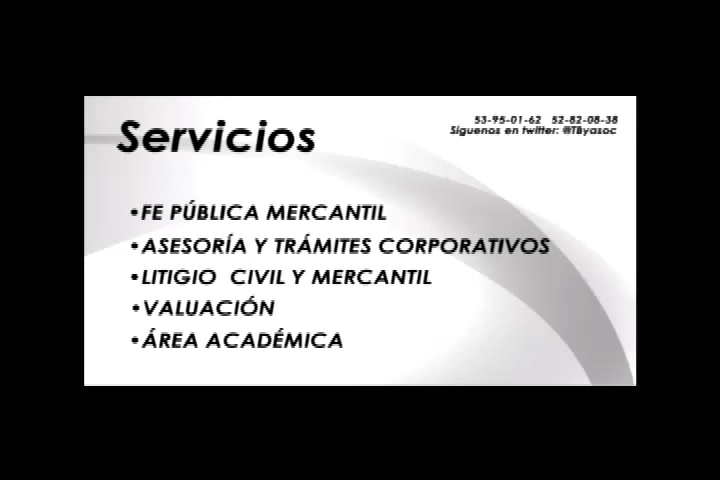 Servicios
53-95-01-62 52-82-08-38
Síguenos en twitter: @TByasoc
•FE PÚBLICA MERCANTIL
•ASESORÍA Y TRÁMITES CORPORATIVOS
•LITIGIO CIVIL Y MERCANTIL
•VALUACIÓN
•ÁREA ACADÉMICA